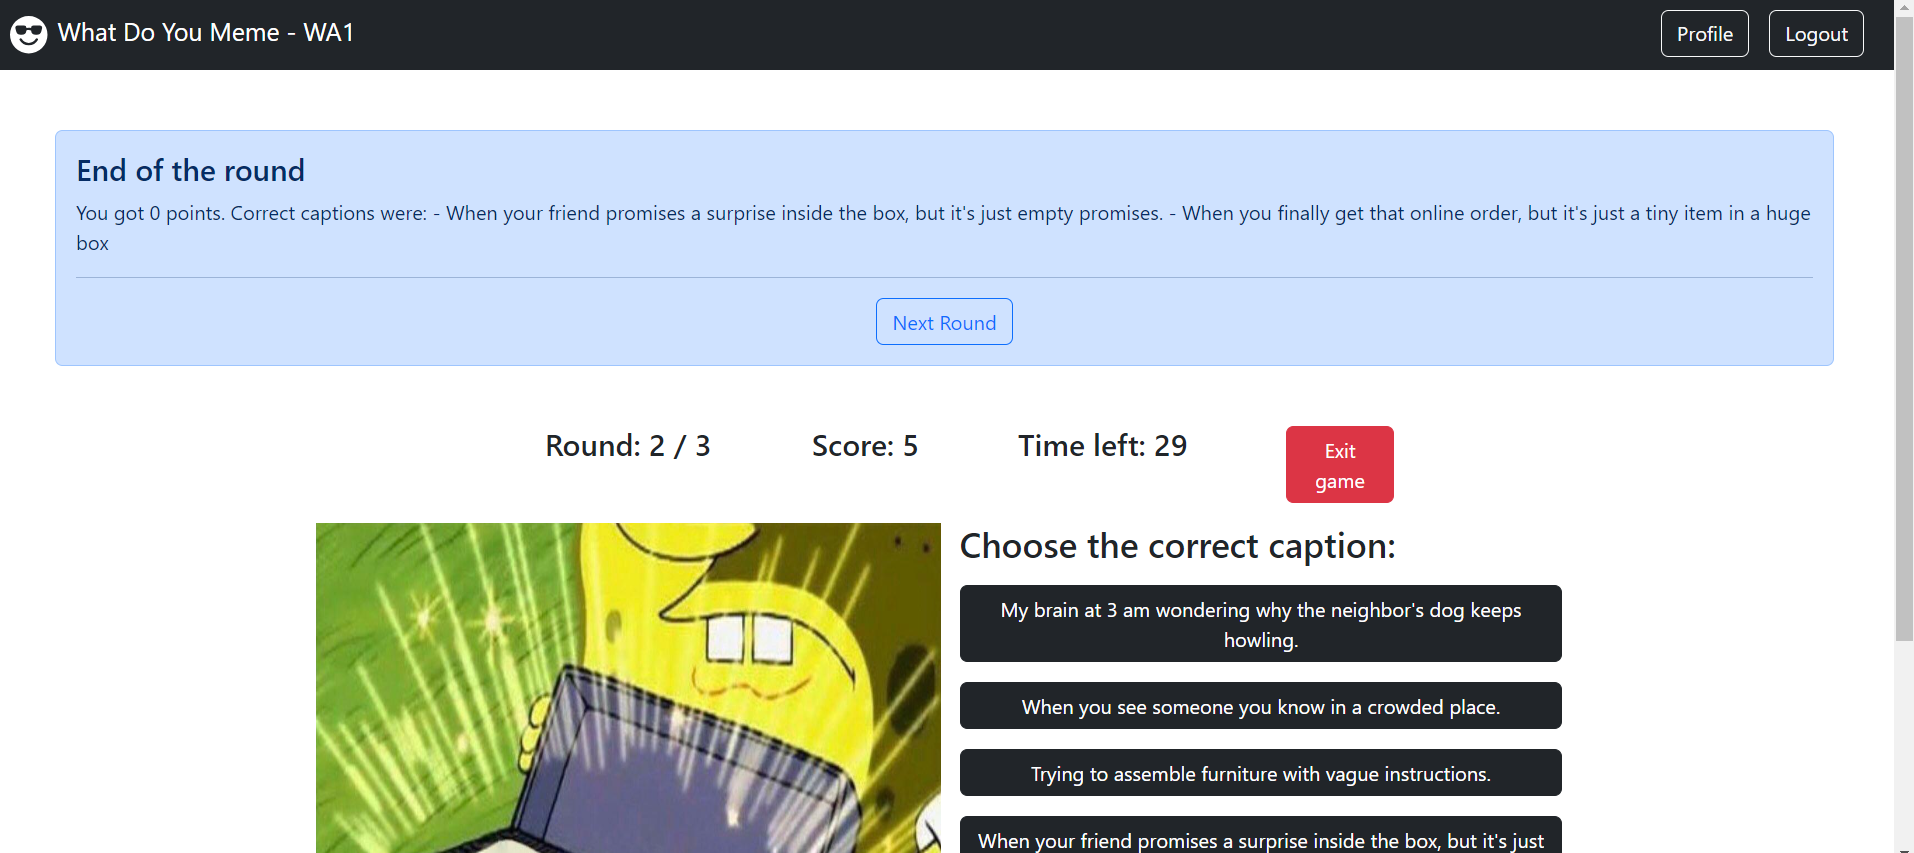 What Do You Meme - WA1
Profile
Logout
End of the round
You got 0 points. Correct captions were: - When your friend promises a surprise inside the box, but it's just empty promises. - When you finally get that online order, but it's just a tiny item in a huge
box
Next Round
Round: 2 / 3
Score: 5
Time left: 29
Exit
game
Choose the correct caption:
My brain at 3 am wondering why the neighbor's dog keeps
howling.
When you see someone you know in a crowded place.
Trying to assemble furniture with vague instructions.
When your friend promises a surprise inside the box, but it's just